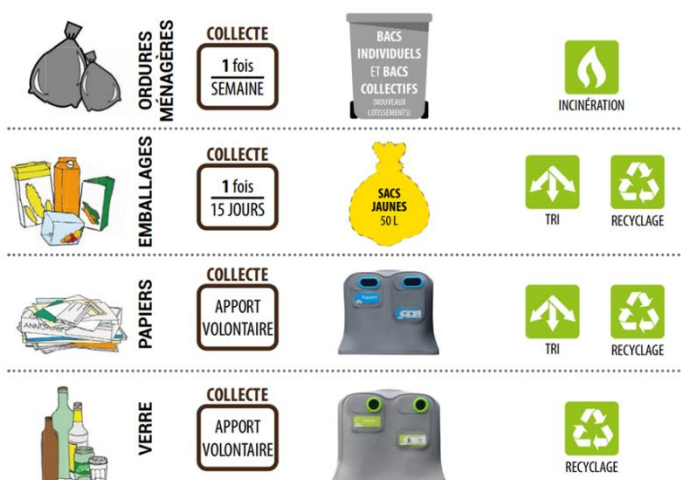 ORDURES
MÉNAGÈRES
COLLECTE
1 fois
SEMAINE
BACS
INDIVIDUELS
ET BACS
COLLECTIFS
(NOUVEAUX
LOTISSEMENTS)
INCINÉRATION
EMBALLAGES
COLLECTE
1 fois
15 JOURS
SACS
JAUNES
50 L
TRI
RECYCLAGE
PAPIERS
COLLECTE
APPORT
VOLONTAIRE
TRI
RECYCLAGE
VERRE
COLLECTE
APPORT
VOLONTAIRE
RECYCLAGE